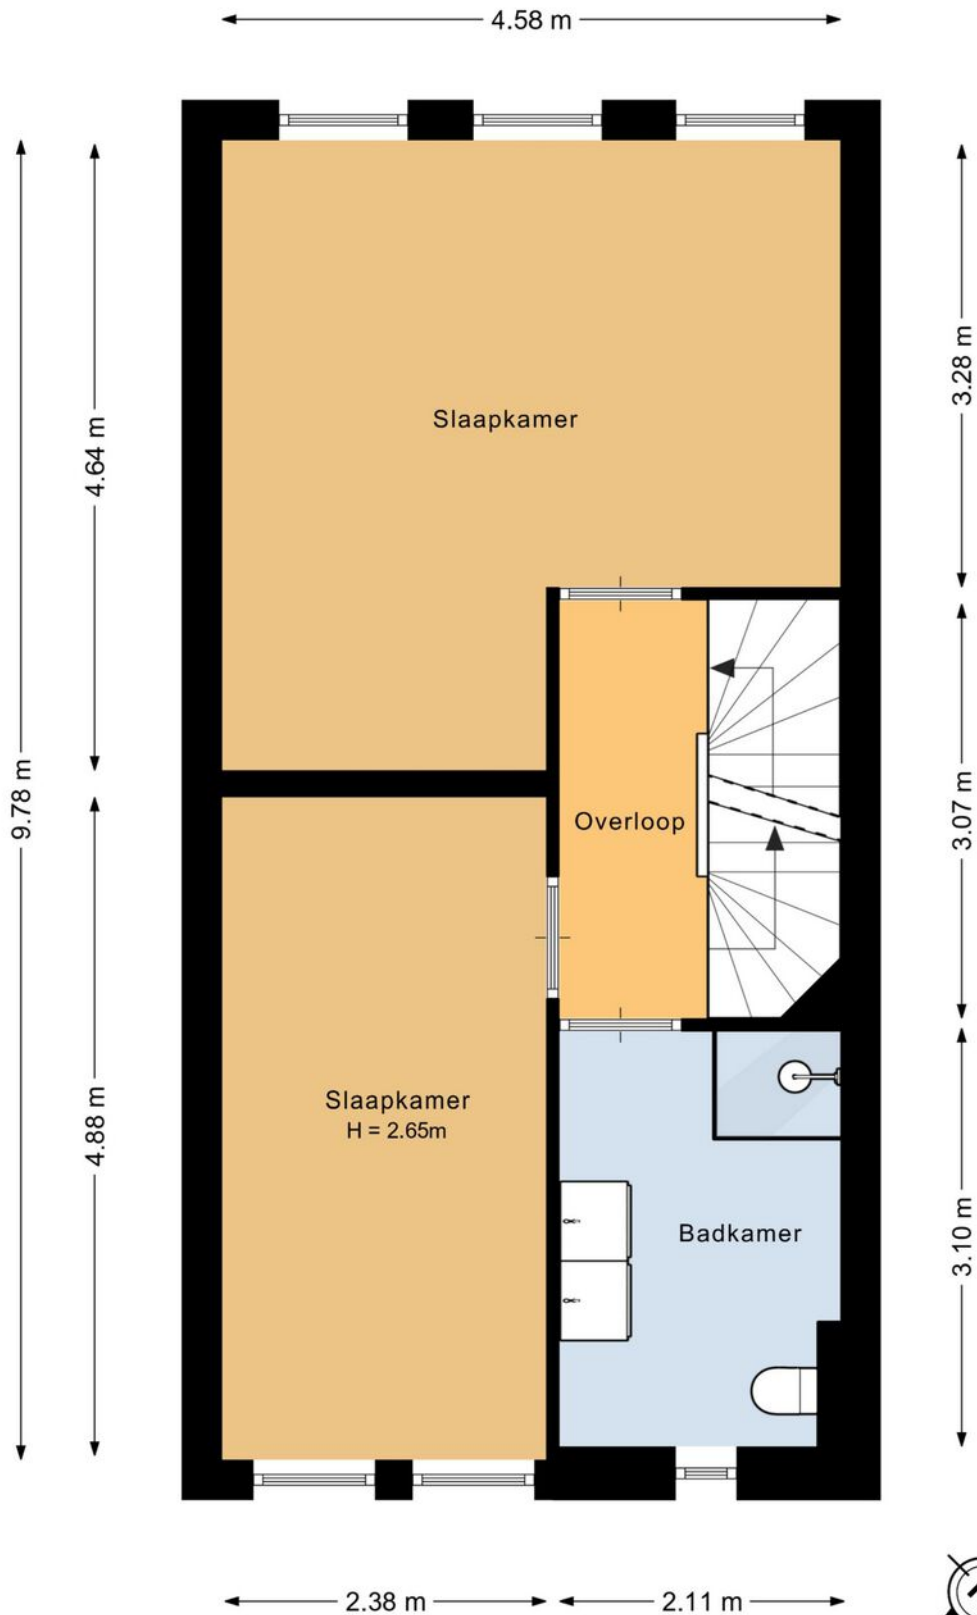 4.58 m
Slaapkamer
3.28 m
4.64 m
9.78 m
Overloop
3.07 m
Slaapkamer
H = 2.65m
4.88 m
Badkamer
3.10 m
2.38 m
2.11 m